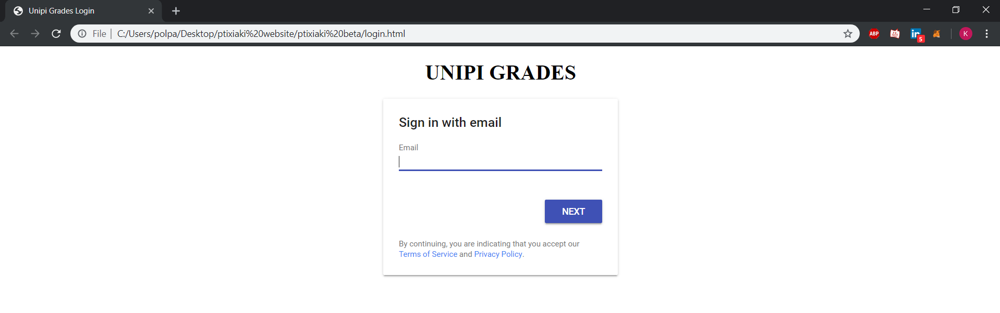 Unipi Grades Login
File
C:/Users/polpa/Desktop/ptixiaki%20website/ptixiaki%20beta/login.html
ABP
in
5
K
UNIPI GRADES
Sign in with email
Email
NEXT
By continuing, you are indicating that you accept our
Terms of Service and Privacy Policy.